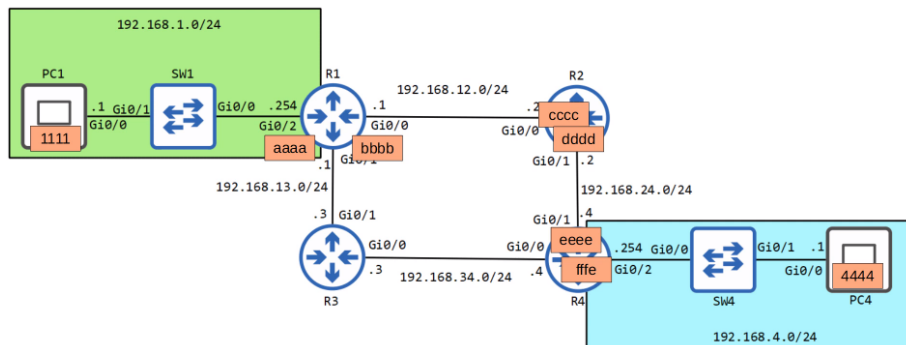 192.168.1.0/24
PC1
SW1
R1
R2
192.168.12.0/24
.1
Gi0/1
Gi0/0
.254
.1
.2
Gi0/0
Gi0/2
Gi0/0
Gi0/0
1111
aaaa
bbbb
cccc
dddd
Gi0/1
.1
Gi0/1
.2
192.168.13.0/24
192.168.24.0/24
.3
Gi0/1
Gi0/1
.4
Gi0/0
Gi0/0
eeee
.254
Gi0/0
Gi0/1
.1
.3
192.168.34.0/24
.4
fffe
Gi0/2
Gi0/0
4444
R3
R4
SW4
PC4
192.168.4.0/24